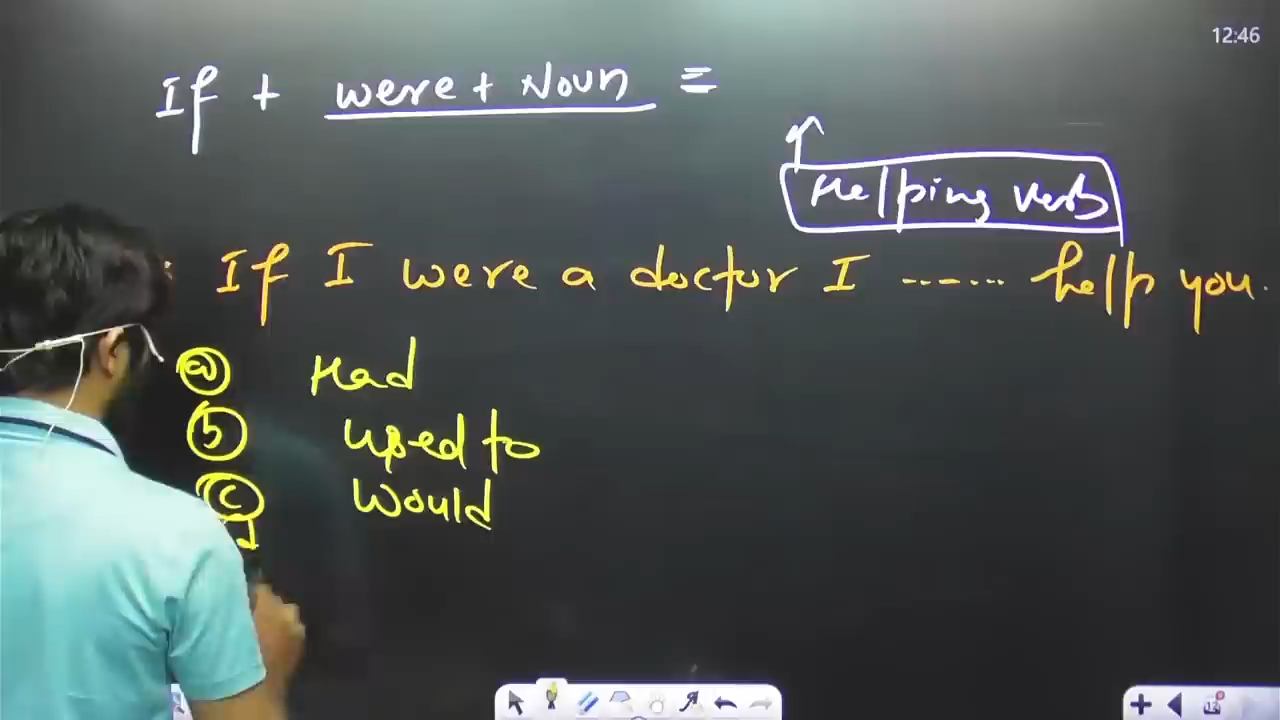 12:46
If + were + Noun =
Helping verb
If I were a doctor I ...... help you.
a Had
b used to
c would
d